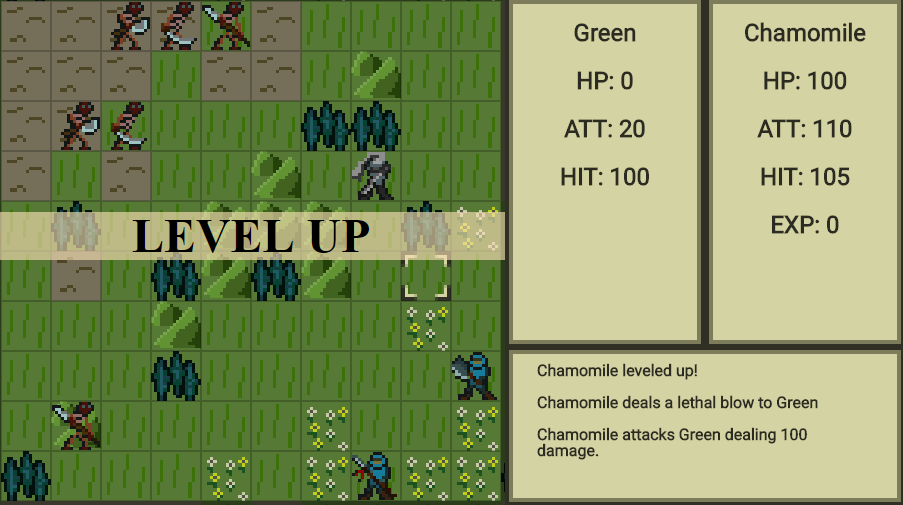 LEVEL UP
Green
HP: 0
ATT: 20
HIT: 100
Chamomile
HP: 100
ATT: 110
HIT: 105
EXP: 0
Chamomile leveled up!
Chamomile deals a lethal blow to Green
Chamomile attacks Green dealing 100
damage.